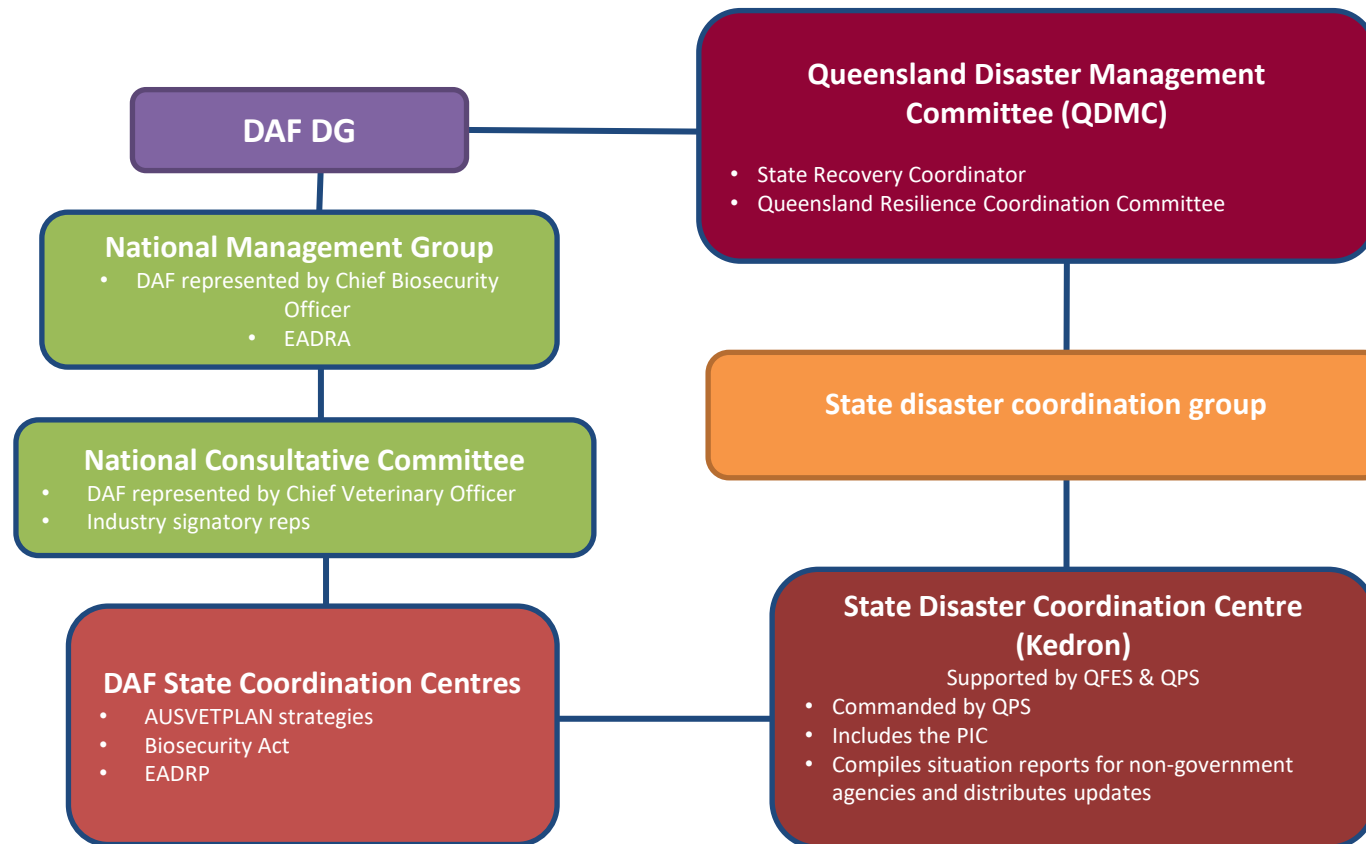 DAF DG
National Management Group
• DAF represented by Chief Biosecurity
Officer
• EADRA
National Consultative Committee
• DAF represented by Chief Veterinary Officer
• Industry signatory reps
DAF State Coordination Centres
• AUSVETPLAN strategies
• Biosecurity Act
• EADRP
Queensland Disaster Management
Committee (QDMC)
• State Recovery Coordinator
• Queensland Resilience Coordination Committee
State disaster coordination group
State Disaster Coordination Centre
(Kedron)
Supported by QFES & QPS
• Commanded by QPS
• Includes the PIC
• Compiles situation reports for non-government
agencies and distributes updates